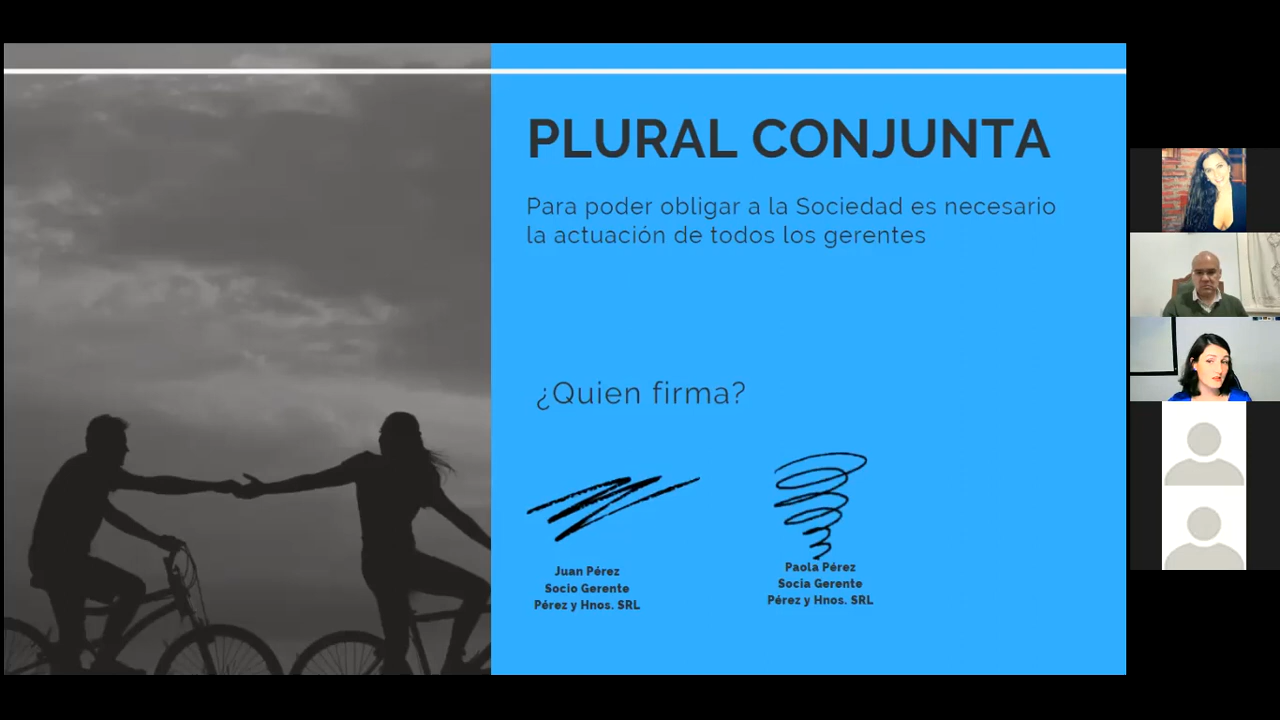 PLURAL CONJUNTA
Para poder obligar a la Sociedad es necesario
la actuación de todos los gerentes
¿Quien firma?
Juan Pérez
Socio Gerente
Pérez y Hnos. SRL
Paola Pérez
Socia Gerente
Pérez y Hnos. SRL